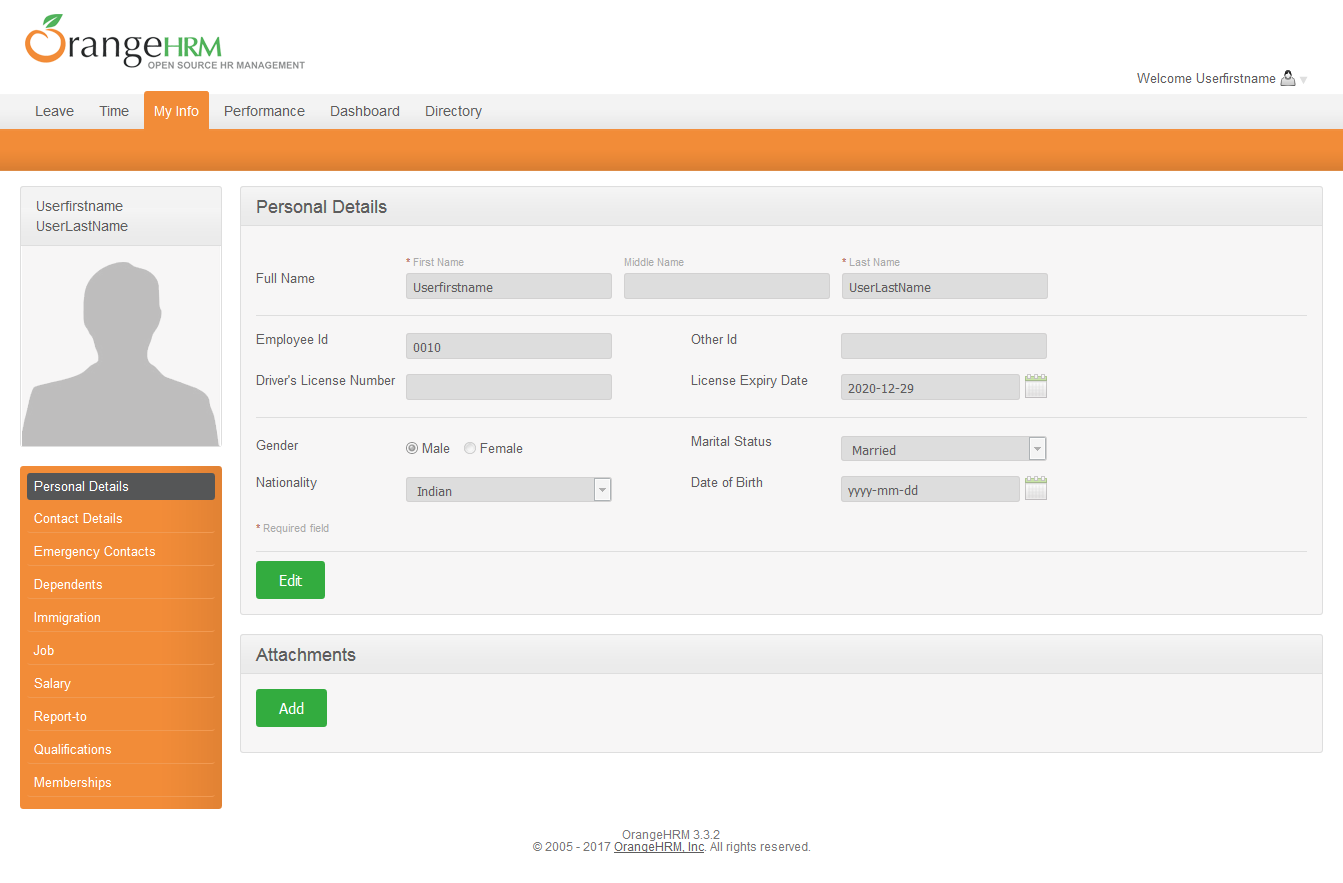 OrangeHRM
OPEN SOURCE HR MANAGEMENT
Welcome Userfirstname
Leave Time My Info Performance Dashboard Directory
Userfirstname
UserLastName
Personal Details
Contact Details
Emergency Contacts
Dependents
Immigration
Job
Salary
Report-to
Qualifications
Memberships
Personal Details
* First Name Middle Name * Last Name
Full Name Userfirstname UserLastName
Employee Id 0010 Other Id
Driver's License Number License Expiry Date 2020-12-29
Gender Male Female Marital Status Married
Nationality Indian Date of Birth yyyy-mm-dd
* Required field
Edit
Attachments
Add
OrangeHRM 3.3.2
© 2005 - 2017 OrangeHRM, Inc. All rights reserved.